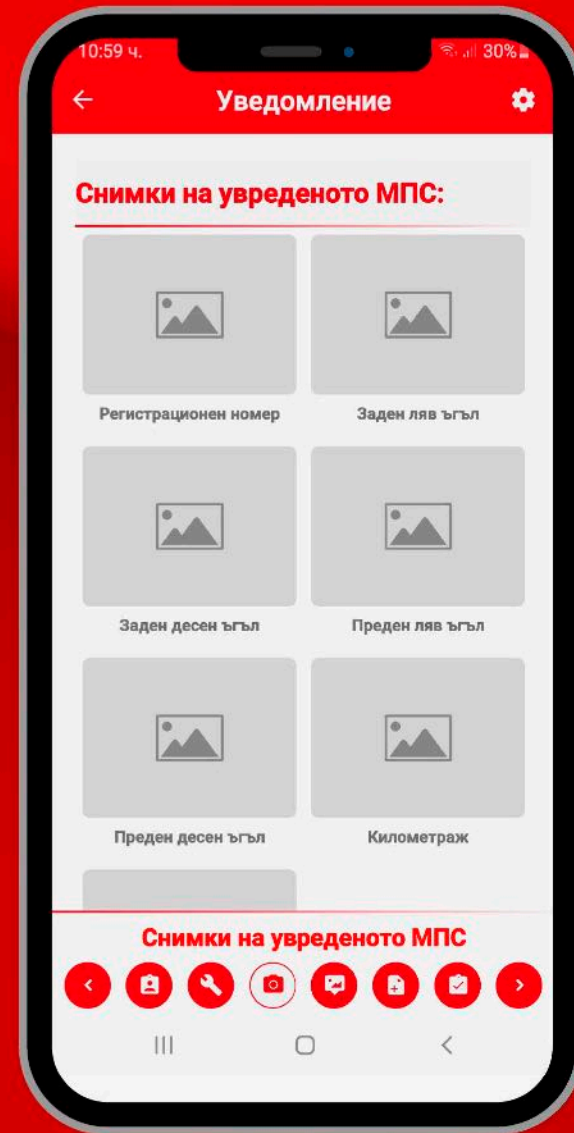 10:59 ч.
30%
Уведомление
Снимки на увреденото МПС:
Регистрационен номер
Заден ляв ъгъл
Заден десен ъгъл
Преден ляв ъгъл
Преден десен ъгъл
Километраж
Снимки на увреденото МПС